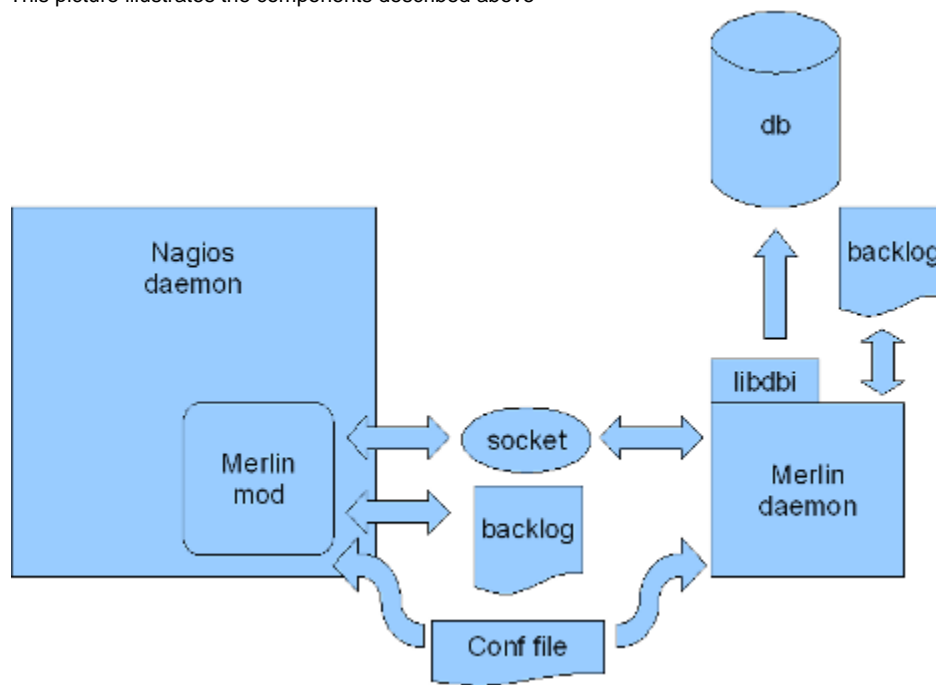 This picture illustrates the components described above
db
Nagios
daemon
backlog
libdbi
Merlin
mod
socket
Merlin
daemon
backlog
Conf file